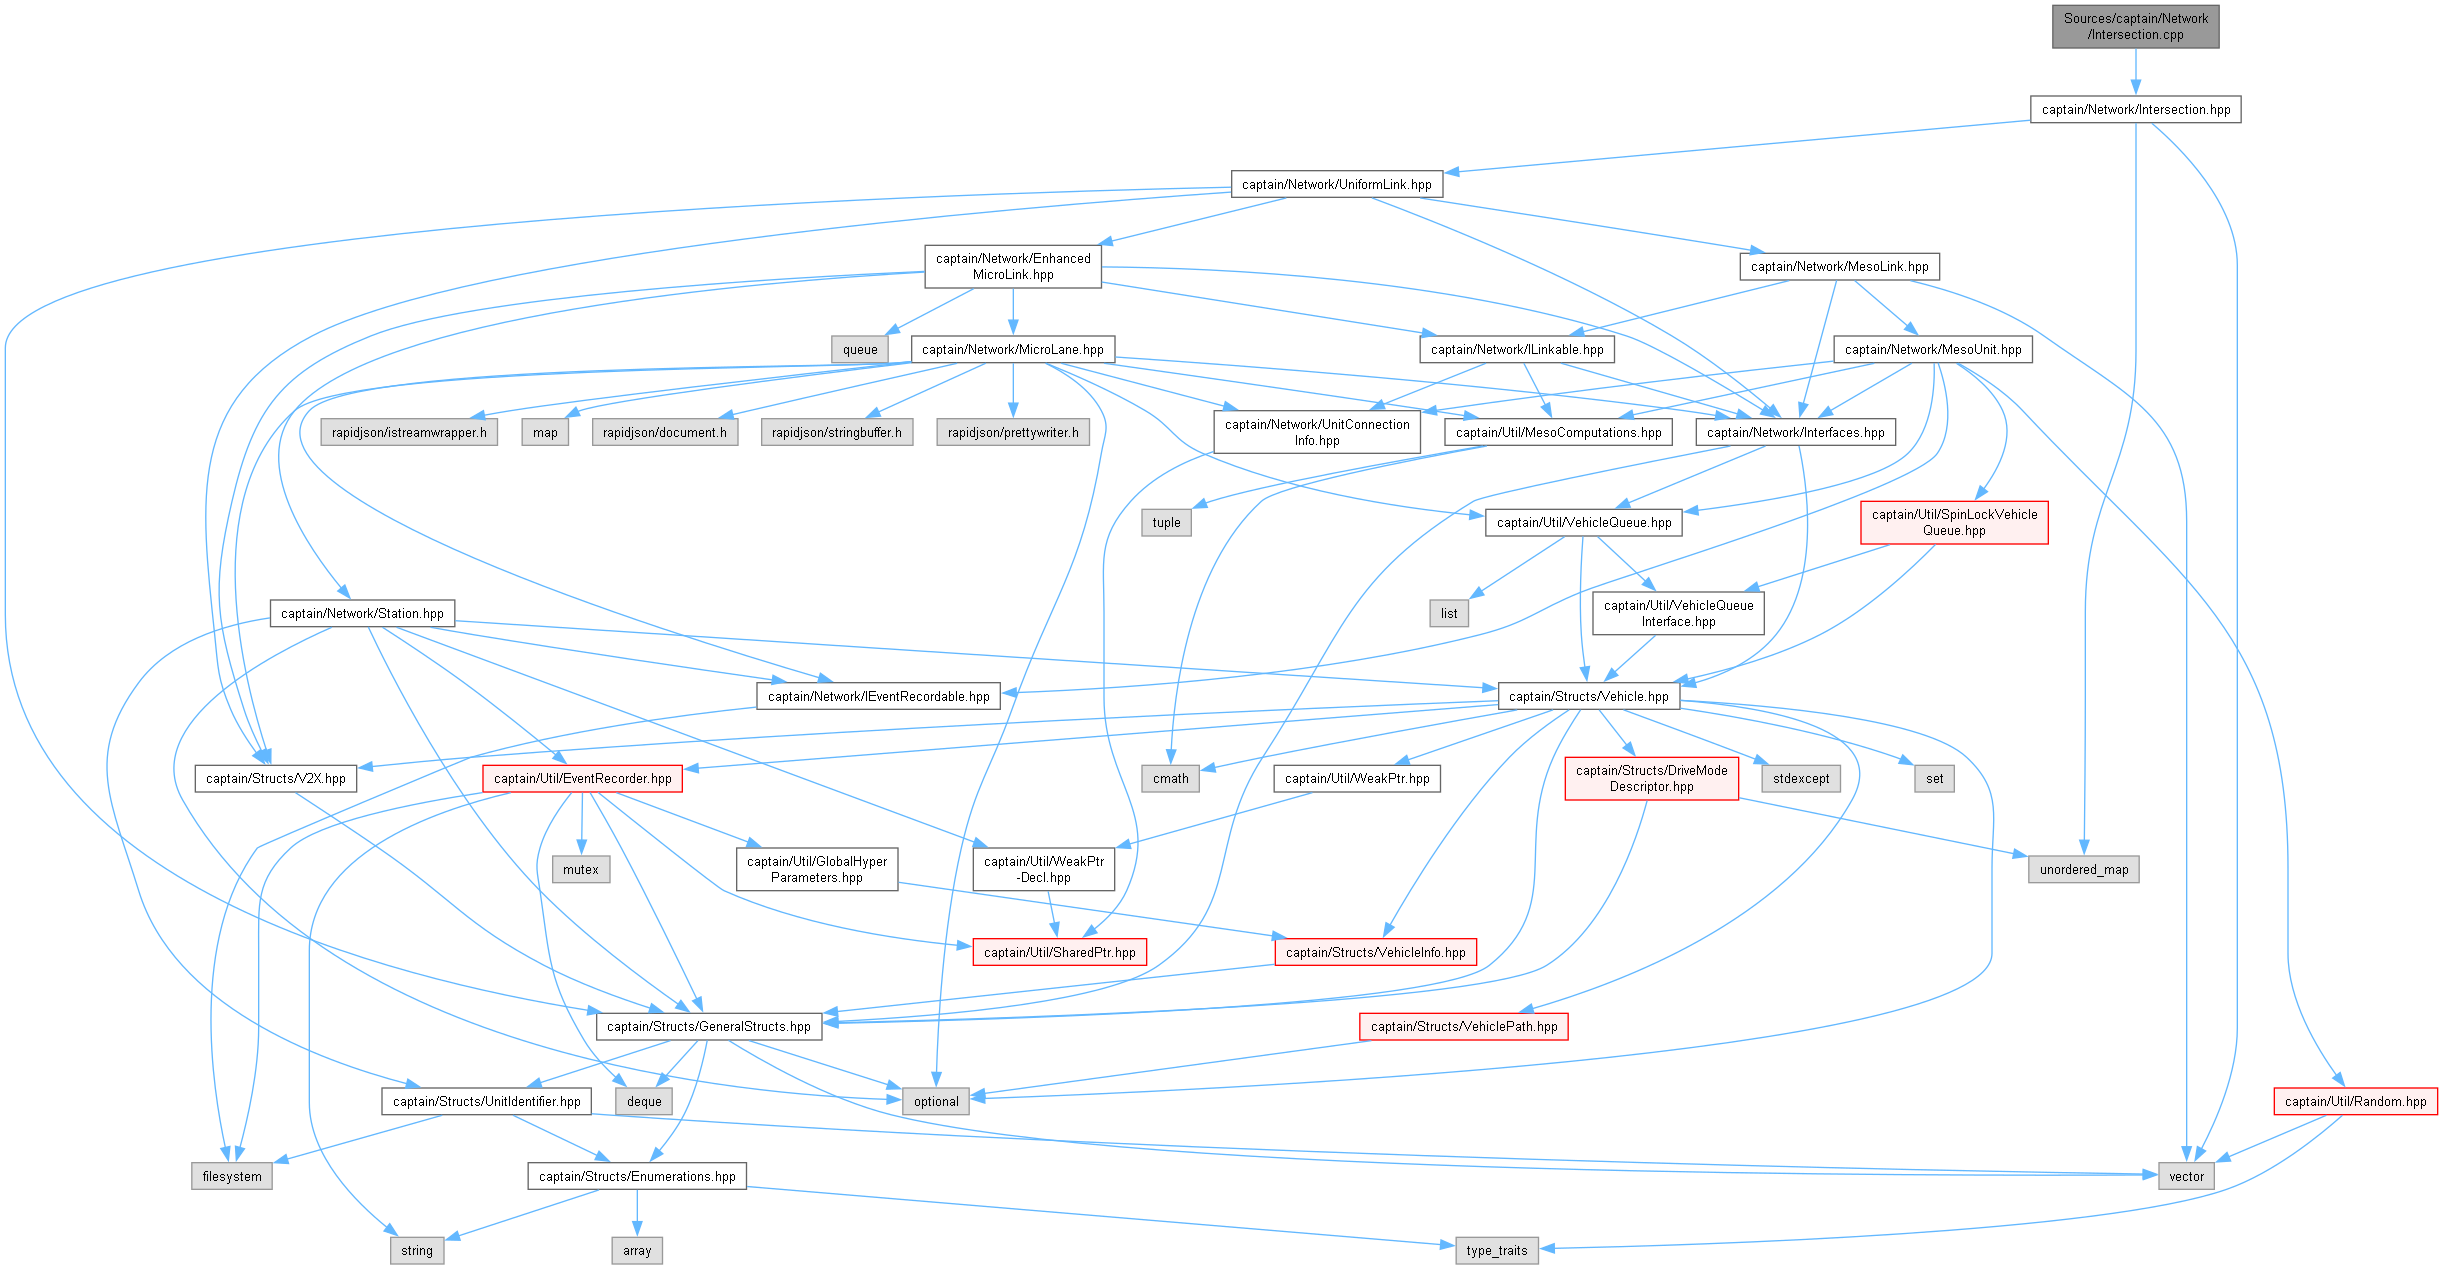 Sources/captain/Network
/Intersection.cpp
captain/Network/Intersection.hpp
captain/Network/UniformLink.hpp
captain/Network/Enhanced
MicroLink.hpp
captain/Network/MesoLink.hpp
queue
captain/Network/MicroLane.hpp
captain/Network/ILinkable.hpp
captain/Network/MesoUnit.hpp
rapidjson/istreamwrapper.h
map
rapidjson/document.h
rapidjson/stringbuffer.h
rapidjson/prettywriter.h
captain/Network/UnitConnection
Info.hpp
captain/Util/MesoComputations.hpp
captain/Network/Interfaces.hpp
tuple
captain/Util/VehicleQueue.hpp
captain/Util/SpinLockVehicle
Queue.hpp
captain/Network/Station.hpp
list
captain/Util/VehicleQueue
Interface.hpp
captain/Network/IEventRecordable.hpp
captain/Structs/Vehicle.hpp
captain/Structs/V2X.hpp
captain/Util/EventRecorder.hpp
cmath
captain/Util/WeakPtr.hpp
captain/Structs/DriveMode
Descriptor.hpp
stdexcept
set
mutex
captain/Util/GlobalHyper
Parameters.hpp
captain/Util/WeakPtr
-Decl.hpp
unordered_map
captain/Util/SharedPtr.hpp
captain/Structs/VehicleInfo.hpp
captain/Structs/GeneralStructs.hpp
captain/Structs/VehiclePath.hpp
captain/Structs/UnitIdentifier.hpp
deque
optional
captain/Util/Random.hpp
filesystem
captain/Structs/Enumerations.hpp
vector
string
array
type_traits